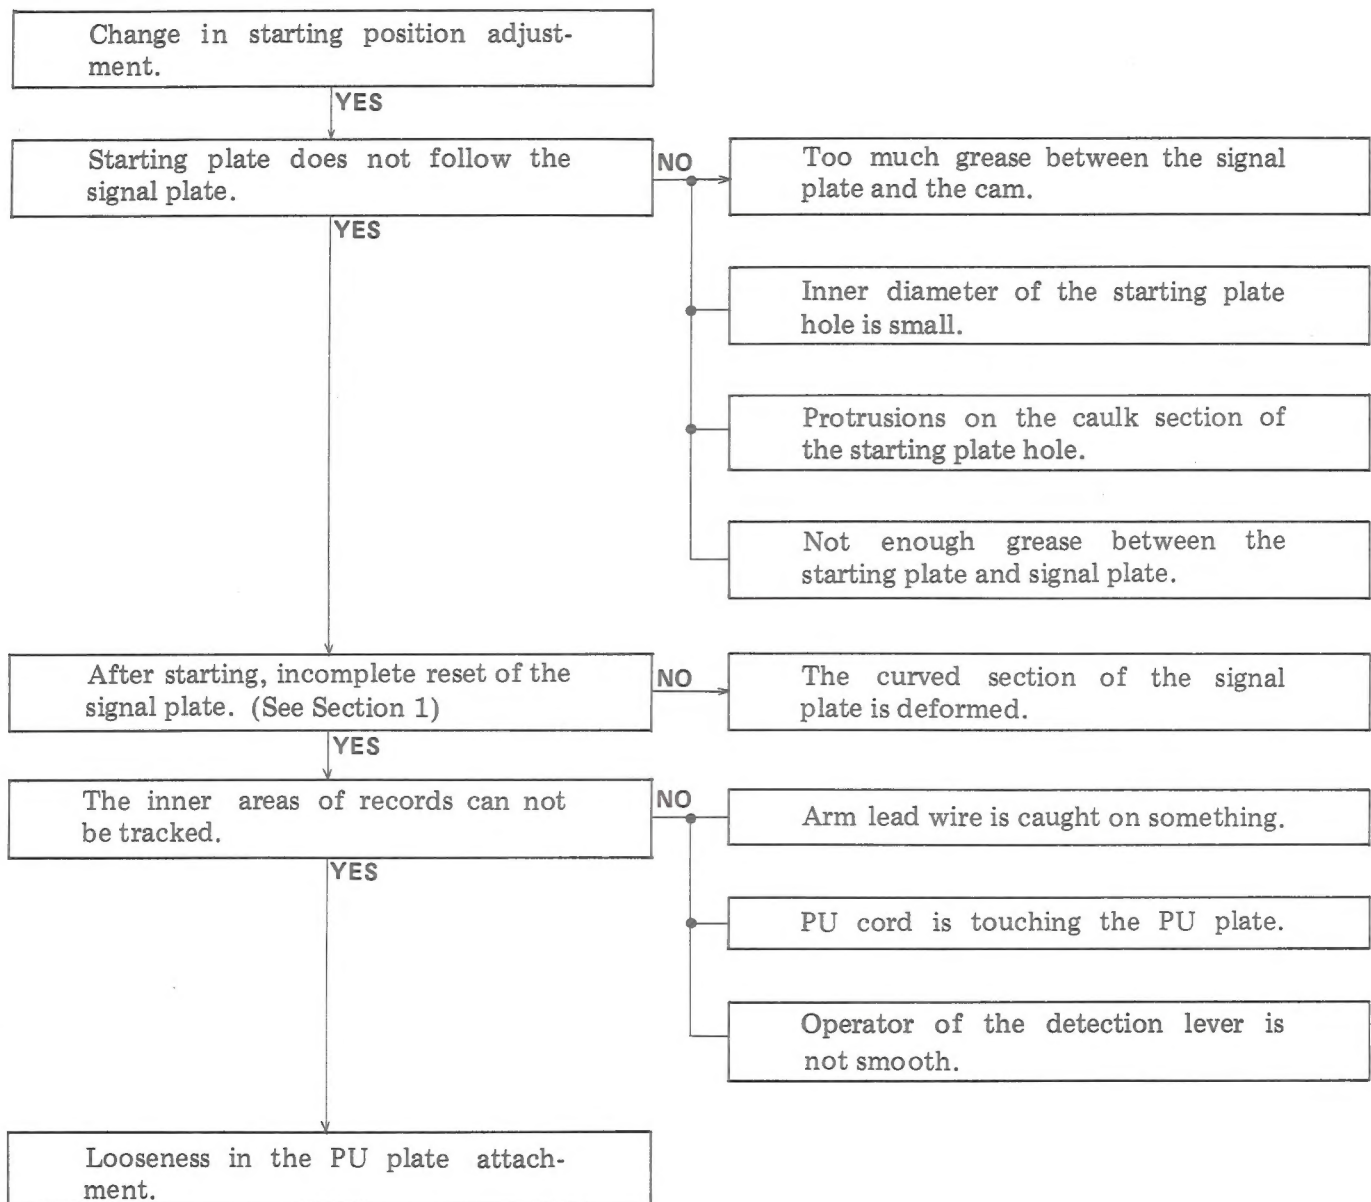 Change in starting position adjust-
ment.
YES
Starting plate does not follow the
signal plate.
NO
Too much grease between the signal
plate and the cam.
YES
Inner diameter of the starting plate
hole is small.
Protrusions on the caulk section of
the starting plate hole.
Not enough grease between the
starting plate and signal plate.
After starting, incomplete reset of the
signal plate. (See Section 1)
NO
The curved section of the signal
plate is deformed.
YES
The inner areas of records can not
be tracked.
NO
Arm lead wire is caught on something.
YES
PU cord is touching the PU plate.
Operator of the detection lever is
not smooth.
Looseness in the PU plate attach-
ment.